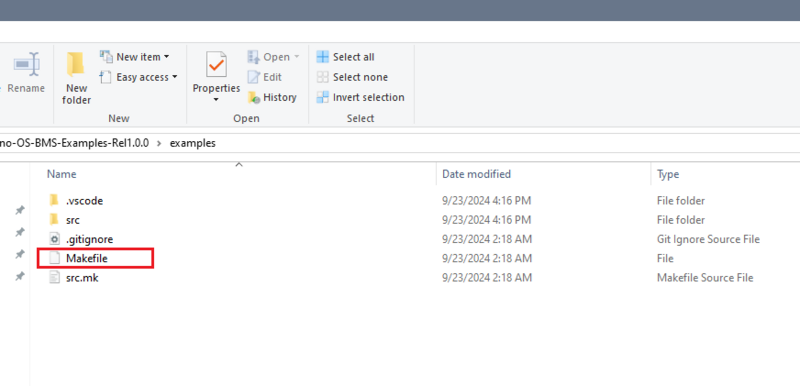 Rename
New folder
New item
Easy access
New
Properties
Open
Edit
History
Open
Select all
Select none
Invert selection
Select
no-OS-BMS-Examples-Rel1.0.0 > examples
Name Date modified Type
.vscode 9/23/2024 4:16 PM File folder
src 9/23/2024 4:16 PM File folder
.gitignore 9/23/2024 2:18 AM Git Ignore Source File
Makefile 9/23/2024 2:18 AM File
src.mk 9/23/2024 2:18 AM Makefile Source File